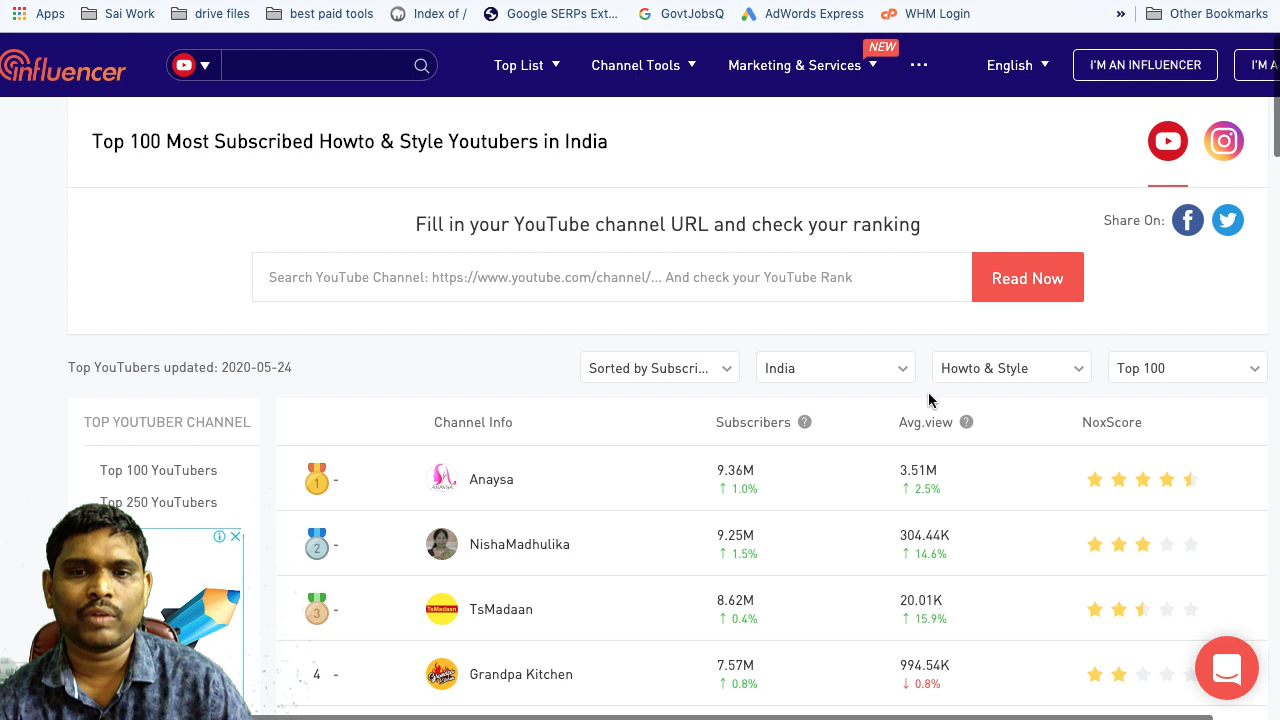 Apps Sai Work drive files best paid tools Index of / Google SERPs Ext... GovtJobsQ AdWords Express WHM Login » Other Bookmarks
influencer Top List Channel Tools Marketing & Services NEW ... English I'M AN INFLUENCER I'M A
Top 100 Most Subscribed Howto & Style Youtubers in India
Fill in your YouTube channel URL and check your ranking
Share On:
Search YouTube Channel: https://www.youtube.com/channel/... And check your YouTube Rank
Read Now
Top YouTubers updated: 2020-05-24 Sorted by Subscri... India Howto & Style Top 100
TOP YOUTUBER CHANNEL
Top 100 YouTubers
Top 250 YouTubers
Channel Info Subscribers ? Avg.view ? NoxScore
1 - Anaysa 9.36M 3.51M
↑ 1.0% ↑ 2.5%
2 - NishaMadhulika 9.25M 304.44K
↑ 1.5% ↑ 14.6%
3 - TsMadaan 8.62M 20.01K
↑ 0.4% ↑ 15.9%
4 - Grandpa Kitchen 7.57M 994.54K
↑ 0.8% ↓ 0.8%